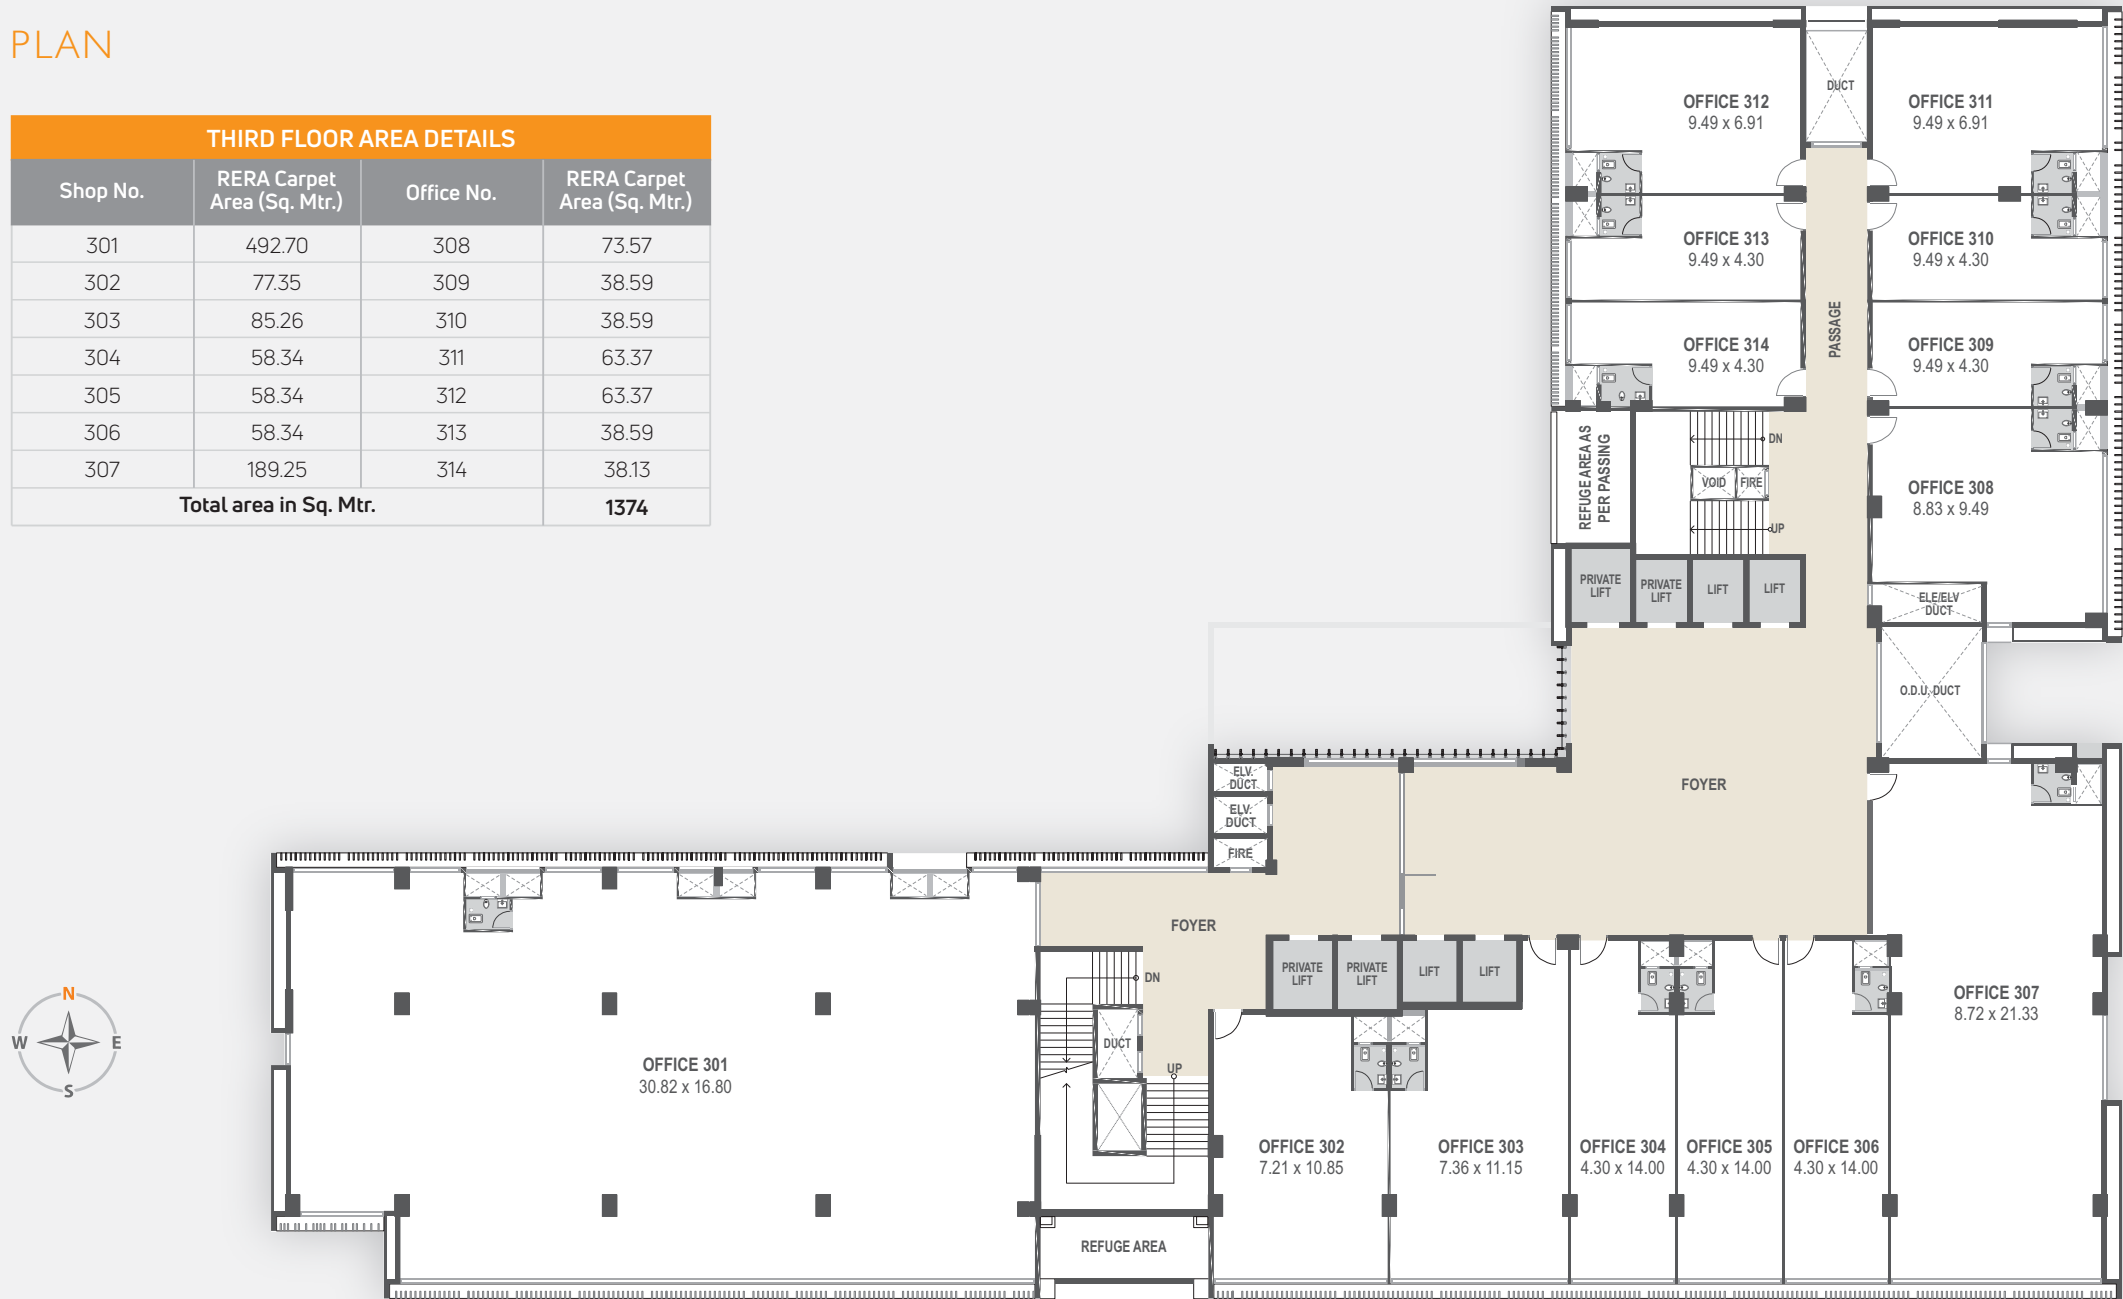 PLAN
THIRD FLOOR AREA DETAILS
Shop No. RERA Carpet Area (Sq. Mtr.) Office No. RERA Carpet Area (Sq. Mtr.)
301 492.70 308 73.57
302 77.35 309 38.59
303 85.26 310 38.59
304 58.34 311 63.37
305 58.34 312 63.37
306 58.34 313 38.59
307 189.25 314 38.13
Total area in Sq. Mtr. 1374
DUCT
OFFICE 312
9.49 x 6.91
OFFICE 311
9.49 x 6.91
OFFICE 313
9.49 x 4.30
OFFICE 310
9.49 x 4.30
PASSAGE
OFFICE 314
9.49 x 4.30
OFFICE 309
9.49 x 4.30
REFUGE AREA AS
PER PASSING
DN
VOID
FIRE
UP
OFFICE 308
8.83 x 9.49
PRIVATE
LIFT
PRIVATE
LIFT
LIFT
LIFT
ELE/ELV
DUCT
O.D.U. DUCT
ELV.
DUCT
ELV.
DUCT
FIRE
FOYER
FOYER
DN
PRIVATE
LIFT
PRIVATE
LIFT
LIFT
LIFT
DUCT
UP
OFFICE 307
8.72 x 21.33
N
W
E
S
OFFICE 301
30.82 x 16.80
OFFICE 302
7.21 x 10.85
OFFICE 303
7.36 x 11.15
OFFICE 304
4.30 x 14.00
OFFICE 305
4.30 x 14.00
OFFICE 306
4.30 x 14.00
REFUGE AREA